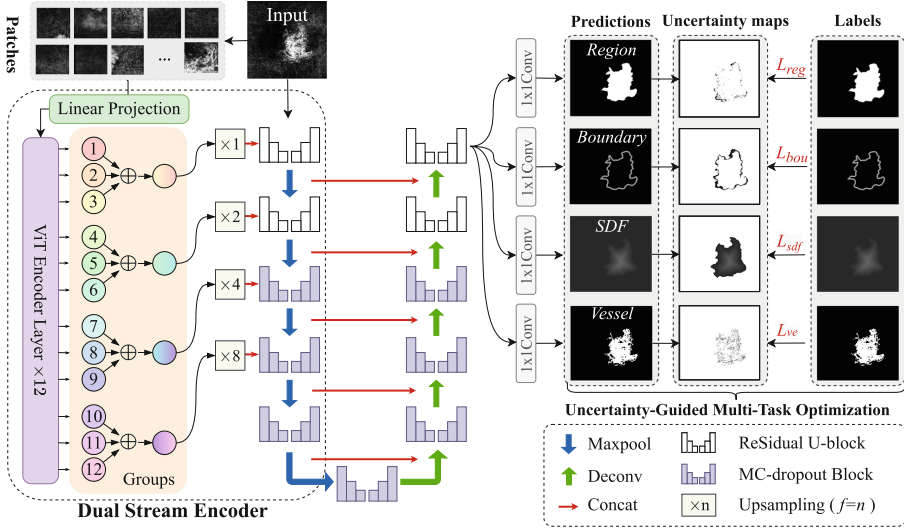 Patches
...
Input
Linear Projection
ViT Encoder
Layer ×12
1
2
3
4
5
6
7
8
9
10
11
12
Groups
×1
×2
×4
×8
Dual Stream Encoder
1x1Conv
1x1Conv
1x1Conv
1x1Conv
Predictions
Uncertainty maps
Labels
Region
Boundary
SDF
Vessel
L_reg
L_bou
L_sdf
L_ve
Uncertainty-Guided Multi-Task Optimization
Maxpool
ReSidual U-block
Deconv
MC-dropout Block
Concat
×n
Upsampling ( f=n )